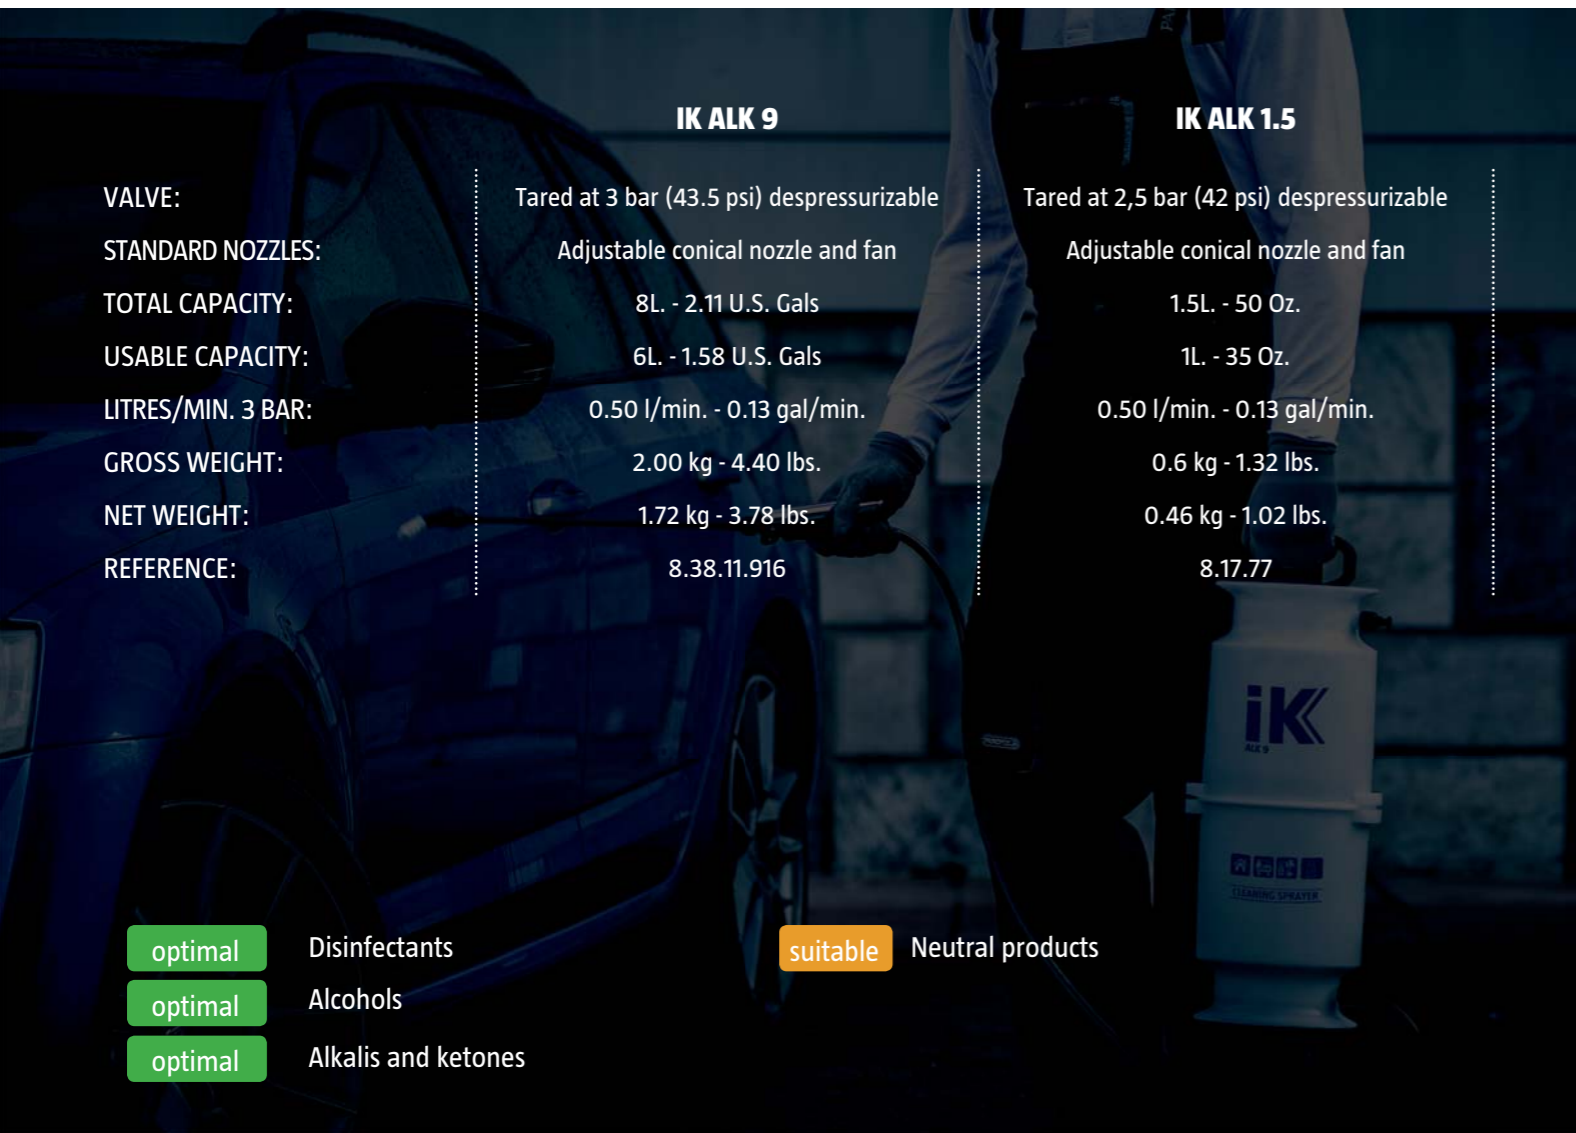 IK ALK 9 IK ALK 1.5
VALVE: Tared at 3 bar (43.5 psi) despressurizable Tared at 2,5 bar (42 psi) despressurizable
STANDARD NOZZLES: Adjustable conical nozzle and fan Adjustable conical nozzle and fan
TOTAL CAPACITY: 8L. - 2.11 U.S. Gals 1.5L. - 50 Oz.
USABLE CAPACITY: 6L. - 1.58 U.S. Gals 1L. - 35 Oz.
LITRES/MIN. 3 BAR: 0.50 l/min. - 0.13 gal/min. 0.50 l/min. - 0.13 gal/min.
GROSS WEIGHT: 2.00 kg - 4.40 lbs. 0.6 kg - 1.32 lbs.
NET WEIGHT: 1.72 kg - 3.78 lbs. 0.46 kg - 1.02 lbs.
REFERENCE: 8.38.11.916 8.17.77
iK
ALK 9
CLEANING SPRAYER
optimal Disinfectants suitable Neutral products
optimal Alcohols
optimal Alkalis and ketones